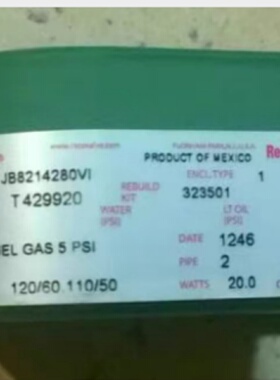 PRODUCT OF MEXICO
Re
JB8214280VI
ENCL.TYPE 1
T429920
REBUILD KIT 323501
WATER (PSI)
LT OIL (PSI)
EL GAS 5 PSI
DATE 1246
PIPE 2
120/60.110/50
WATTS 20.0